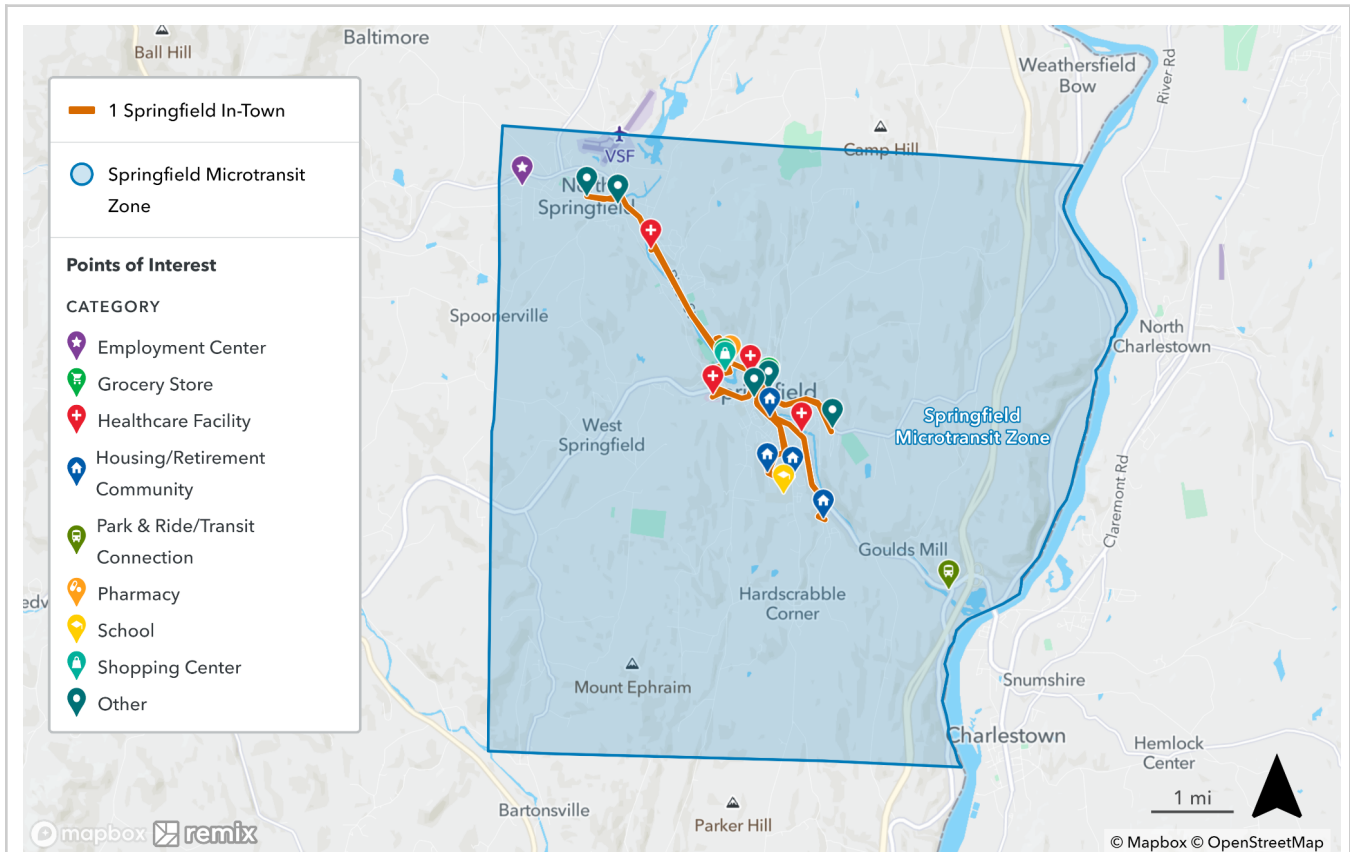 Ball Hill
Baltimore
Weathersfield
Bow
River Rd
1 Springfield In-Town
Springfield Microtransit
Zone
Points of Interest
CATEGORY
Employment Center
Grocery Store
Healthcare Facility
Housing/Retirement
Community
Park & Ride/Transit
Connection
Pharmacy
School
Shopping Center
Other
VSF
Camp Hill
North
Springfield
Spoonerville
North
Charlestown
Springfield
West
Springfield
Springfield
Microtransit Zone
Claremont Rd
Goulds Mill
Hardscrabble
Corner
Mount Ephraim
Snumshire
Charlestown
Hemlock
Center
Bartonsville
Parker Hill
1 mi
mapbox remix
© Mapbox © OpenStreetMap